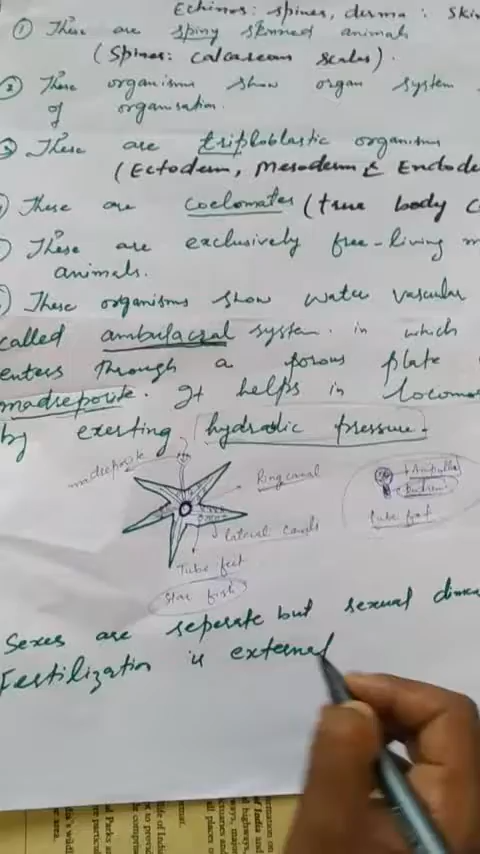 Echinos: spines, derma: Skin
① These are spiny skinned animals
(Spines: calcarean scales).
② These organisms show organ system
of organisation.
③ These are triploblastic organisms
(Ectoderm, Mesoderm & Endode
These are coelomates (true body c
These are exclusively free-living m
animals.
These organisms show water vascular
called ambulacral system. in which
enters through a porous plate
madreporite. It helps in locomo
by exerting hydraulic pressure.
madreporite
Ring canal
Ampulla
lateral canals
tube feet
Tube feet
Star fish
Sexes are seperate but sexual dim
Fertilization is external